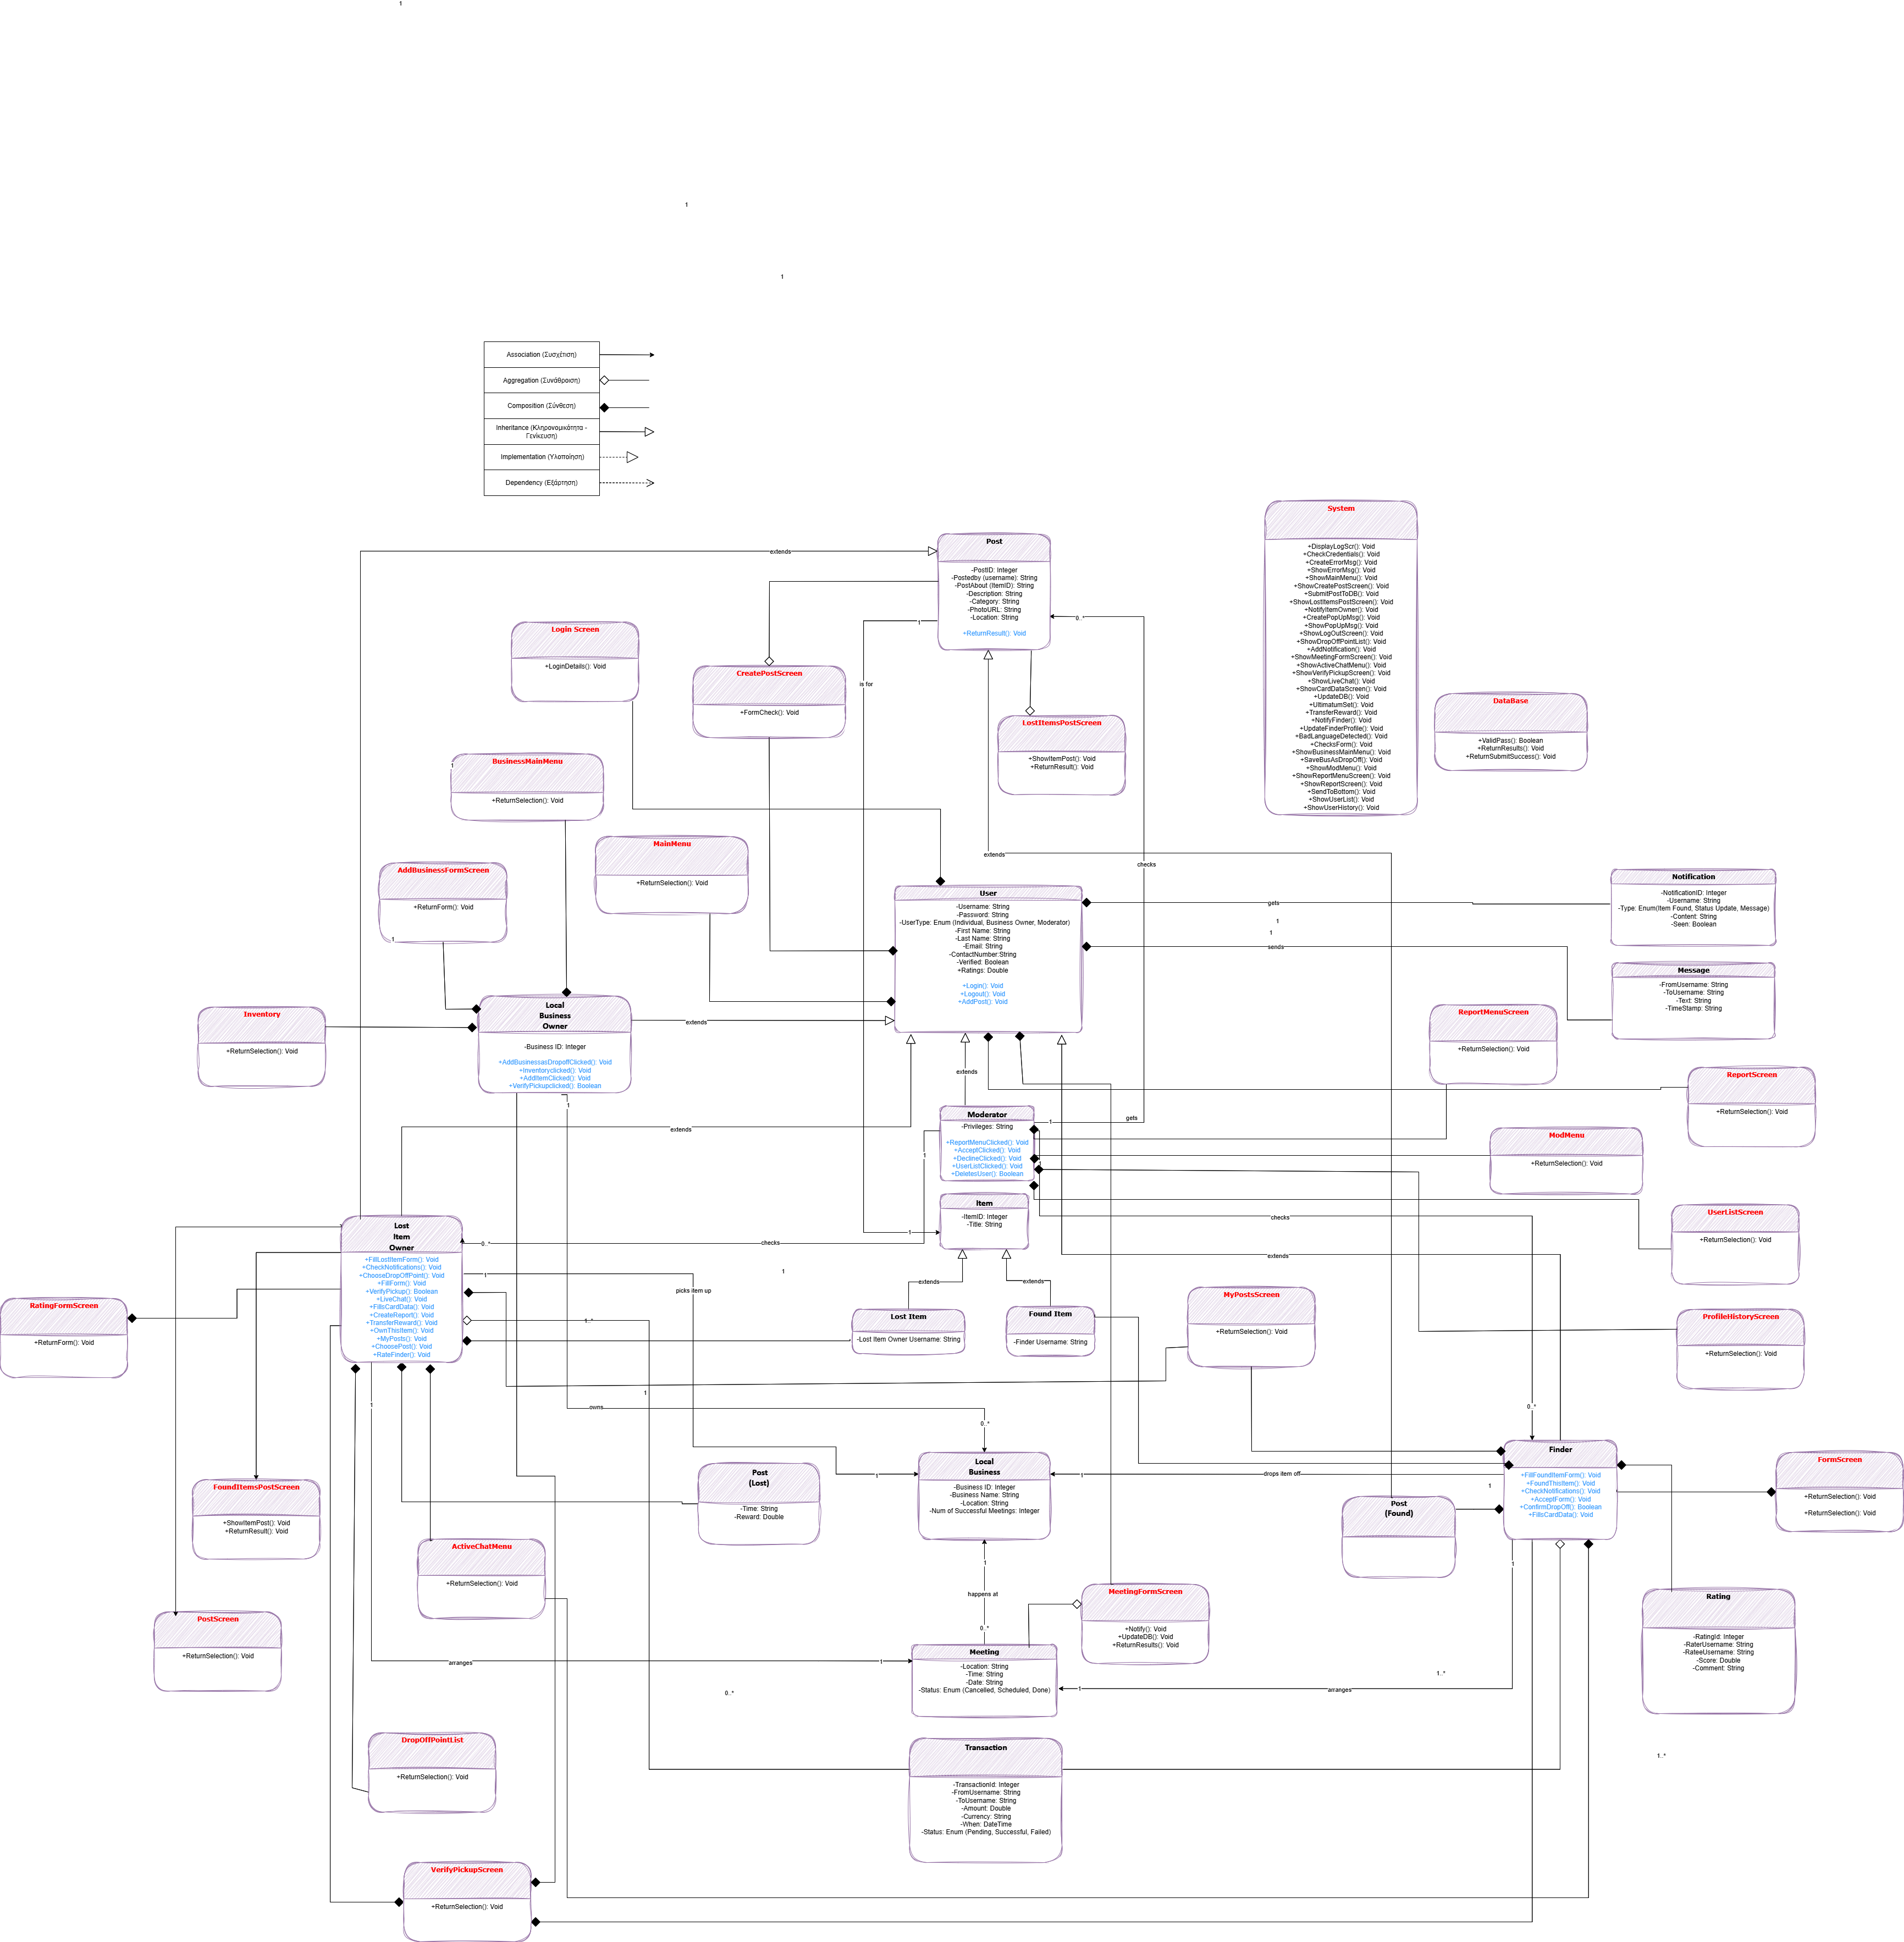 1
1
1
Association (Συσχέτιση)
Aggregation (Συνάθροιση)
Composition (Σύνθεση)
Inheritance (Κληρονομικότητα -
Γενίκευση)
Implementation (Υλοποίηση)
Dependency (Εξάρτηση)
System
+DisplayLogScr(): Void
+CheckCredentials(): Void
+CreateErrorMsg(): Void
+ShowErrorMsg(): Void
+ShowMainMenu(): Void
+ShowCreatePostScreen(): Void
+SubmitPostToDB(): Void
+ShowLostItemsPostScreen(): Void
+NotifyItemOwner(): Void
+CreatePopUpMsg(): Void
+ShowPopUpMsg(): Void
+ShowLogOutScreen(): Void
+ShowDropOffPointList(): Void
+AddNotification(): Void
+ShowMeetingFormScreen(): Void
+ShowActiveChatMenu(): Void
+ShowVerifyPickupScreen(): Void
+ShowLiveChat(): Void
+ShowCardDataScreen(): Void
+UpdateDB(): Void
+UltimatumSet(): Void
+TransferReward(): Void
+NotifyFinder(): Void
+UpdateFinderProfile(): Void
+BadLanguageDetected(): Void
+ChecksForm(): Void
+ShowBusinessMainMenu(): Void
+SaveBusAsDropOff(): Void
+ShowModMenu(): Void
+ShowReportMenuScreen(): Void
+ShowReportScreen(): Void
+SendToBottom(): Void
+ShowUserList(): Void
+ShowUserHistory(): Void
Post
-PostID: Integer
-Postedby (username): String
-PostAbout (ItemID): String
-Description: String
-Category: String
-PhotoURL: String
-Location: String
+ReturnResult(): Void
extends
0..*
1
Login Screen
+LoginDetails(): Void
CreatePostScreen
+FormCheck(): Void
is for
LostItemsPostScreen
+ShowItemPost(): Void
+ReturnResult(): Void
DataBase
+ValidPass(): Boolean
+ReturnResults(): Void
+ReturnSubmitSuccess(): Void
BusinessMainMenu
1
+ReturnSelection(): Void
MainMenu
+ReturnSelection(): Void
extends
checks
AddBusinessFormScreen
+ReturnForm(): Void
1
User
-Username: String
-Password: String
-UserType: Enum (Individual, Business Owner, Moderator)
-First Name: String
-Last Name: String
-Email: String
-ContactNumber:String
-Verified: Boolean
+Ratings: Double
+Login(): Void
+Logout(): Void
+AddPost(): Void
gets
1
1
sends
Notification
-NotificationID: Integer
-Username: String
-Type: Enum(Item Found, Status Update, Message)
-Content: String
-Seen: Boolean
Message
-FromUsername: String
-ToUsername: String
-Text: String
-TimeStamp: String
Inventory
+ReturnSelection(): Void
Local
Business
Owner
-Business ID: Integer
+AddBusinessasDropoffClicked(): Void
+Inventoryclicked(): Void
+AddItemClicked(): Void
+VerifyPickupclicked(): Boolean
extends
ReportMenuScreen
+ReturnSelection(): Void
extends
ReportScreen
+ReturnSelection(): Void
1
Moderator
-Privileges: String
+ReportMenuClicked(): Void
+AcceptClicked(): Void
+DeclineClicked(): Void
+UserListClicked(): Void
+DeletesUser(): Boolean
1
gets
extends
1
ModMenu
+ReturnSelection(): Void
Item
-ItemID: Integer
-Title: String
1
UserListScreen
+ReturnSelection(): Void
checks
extends
Lost
Item
Owner
+FillLostItemForm(): Void
+CheckNotifications(): Void
+ChooseDropOffPoint(): Void
+FillForm(): Void
+VerifyPickup(): Boolean
+LiveChat(): Void
+FillsCardData(): Void
+CreateReport(): Void
+TransferReward(): Void
+OwnThisItem(): Void
+MyPosts(): Void
+ChoosePost(): Void
+RateFinder(): Void
0..*
checks
1
picks item up
1
1..*
extends
extends
Lost Item
-Lost Item Owner Username: String
Found Item
-Finder Username: String
MyPostsScreen
+ReturnSelection(): Void
ProfileHistoryScreen
+ReturnSelection(): Void
RatingFormScreen
+ReturnForm(): Void
1
1
owns
0..*
0..*
Local
Business
-Business ID: Integer
-Business Name: String
-Location: String
-Num of Successful Meetings: Integer
1
1
drops item off
1
Finder
+FillFoundItemForm(): Void
+FoundThisItem(): Void
+CheckNotifications(): Void
+AcceptForm(): Void
+ConfirmDropOff(): Boolean
+FillsCardData(): Void
FormScreen
+ReturnSelection(): Void
+ReturnSelection(): Void
Post
(Lost)
-Time: String
-Reward: Double
Post
(Found)
FoundItemsPostScreen
+ShowItemPost(): Void
+ReturnResult(): Void
ActiveChatMenu
+ReturnSelection(): Void
1
happens at
0..*
1
MeetingFormScreen
+Notify(): Void
+UpdateDB(): Void
+ReturnResults(): Void
Rating
-RatingId: Integer
-RaterUsername: String
-RateeUsername: String
-Score: Double
-Comment: String
PostScreen
+ReturnSelection(): Void
arranges
1
Meeting
-Location: String
-Time: String
-Date: String
-Status: Enum (Cancelled, Scheduled, Done)
1
arranges
1..*
0..*
DropOffPointList
+ReturnSelection(): Void
Transaction
-TransactionId: Integer
-FromUsername: String
-ToUsername: String
-Amount: Double
-Currency: String
-When: DateTime
-Status: Enum (Pending, Successful, Failed)
1..*
VerifyPickupScreen
+ReturnSelection(): Void